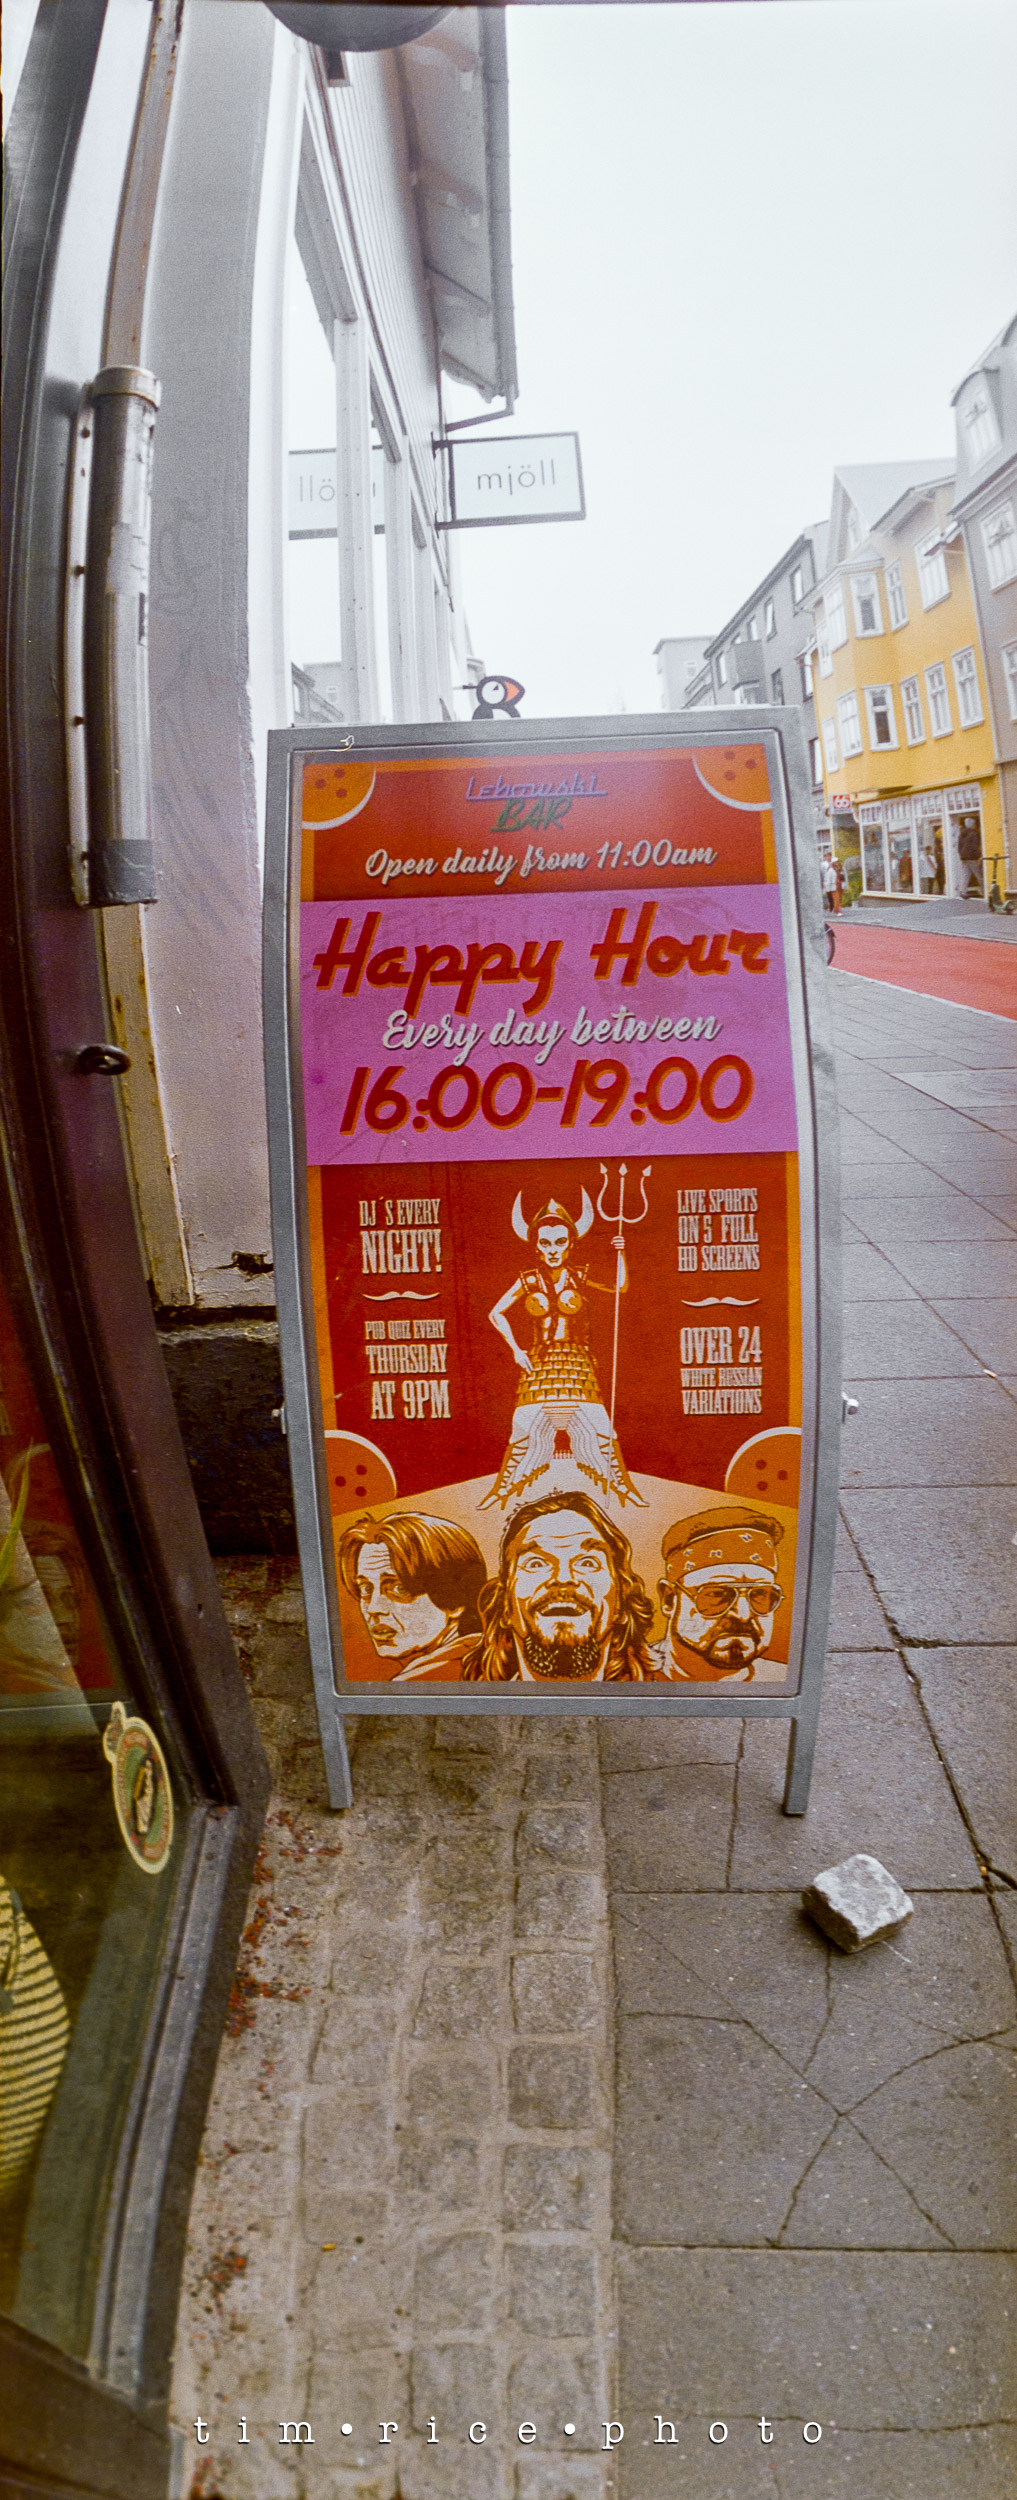 mjöll
llö
Lebowski
BAR
Open daily from 11:00am
Happy Hour
Every day between
16:00-19:00
DJ´S EVERY
NIGHT!
PUB QUIZ EVERY
THURSDAY
AT 9PM
LIVE SPORTS
ON 5 FULL
HD SCREENS
OVER 24
WHITE RUSSIAN
VARIATIONS
66
tim•rice•photo